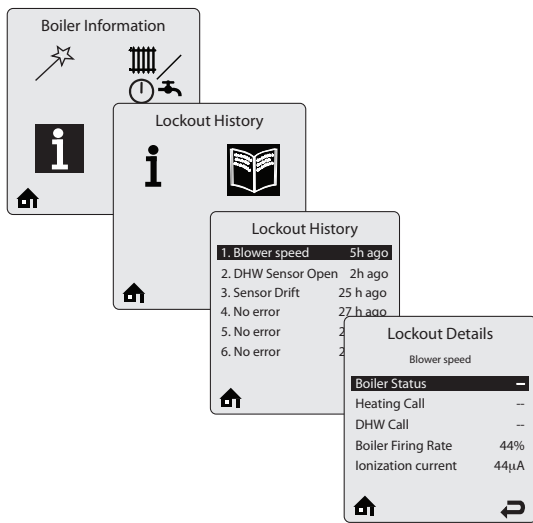 Boiler Information
Lockout History
Lockout History
1. Blower speed 5h ago
2. DHW Sensor Open 2h ago
3. Sensor Drift 25 h ago
4. No error 27 h ago
5. No error 2
6. No error 2
Lockout Details
Blower speed
Boiler Status --
Heating Call --
DHW Call --
Boiler Firing Rate 44%
Ionization current 44µA